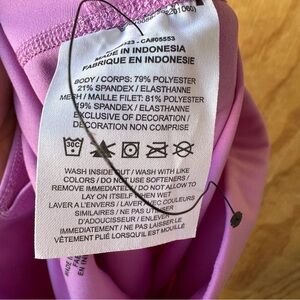 CA#05553
MADE IN INDONESIA
FABRIQUE EN INDONESIE
BODY / CORPS: 79% POLYESTER
21% SPANDEX / ELASTHANNE
MESH / MAILLE FILET: 81% POLYESTER
19% SPANDEX / ELASTHANNE
EXCLUSIVE OF DECORATION /
DECORATION NON COMPRISE
30C
WASH INSIDE OUT / WASH WITH LIKE
COLORS / DO NOT USE SOFTENERS /
REMOVE IMMEDIATELY / DO NOT ALLOW TO
LAY ON ITSELF WHEN WET
LAVER A L'ENVERS / LAVER COULEURS
SIMILAIRES / NE PAS UTILISER
D'ADOUCISSEUR / ENLEVER
IMMEDIATEMENT / NE PAS LAISSER LE
VÊTEMENT PLIÉ LORSQU'IL EST MOUILLÉ